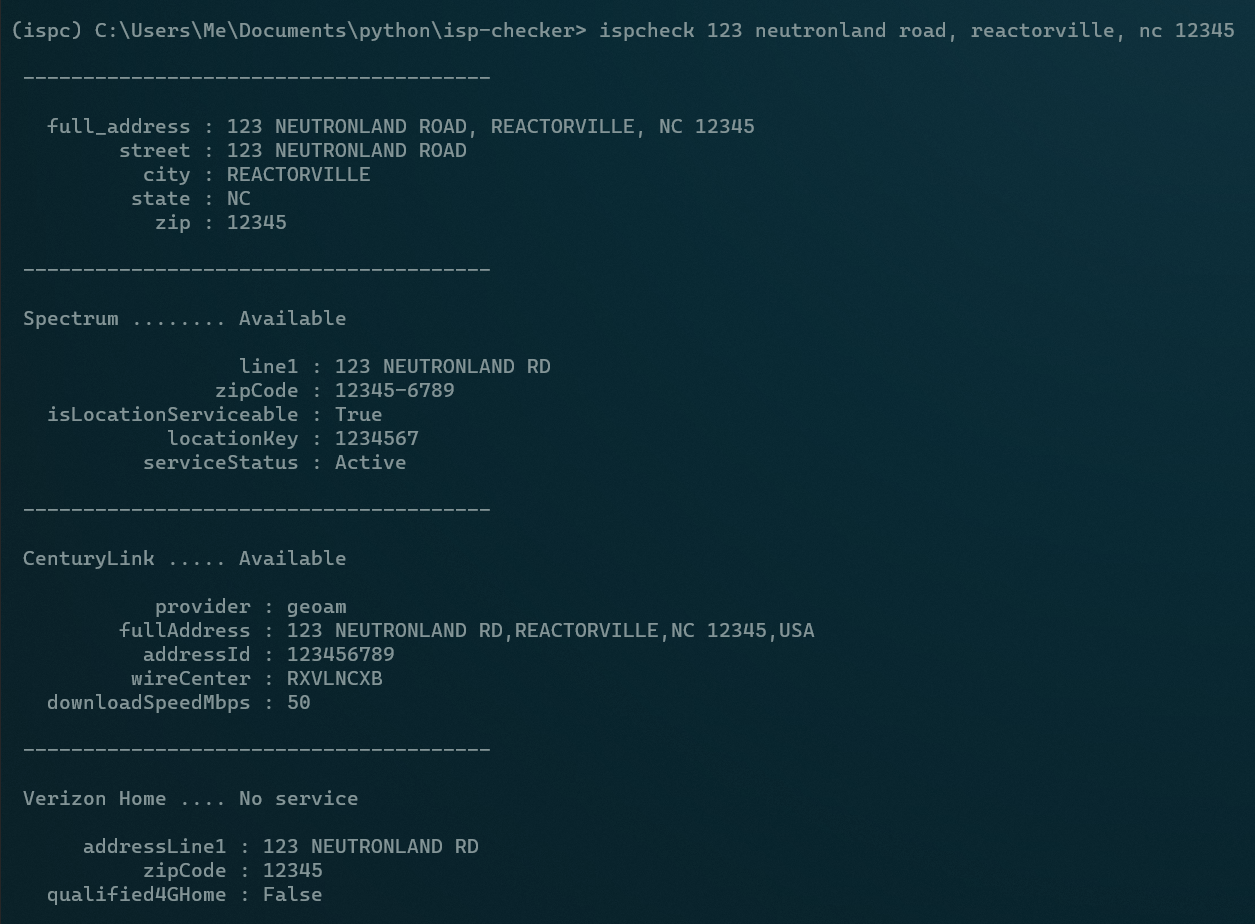 (ispc) C:\Users\Me\Documents\python\isp-checker> ispcheck 123 neutronland road, reactorville, nc 12345
---------------------------------------
full_address : 123 NEUTRONLAND ROAD, REACTORVILLE, NC 12345
street : 123 NEUTRONLAND ROAD
city : REACTORVILLE
state : NC
zip : 12345
---------------------------------------
Spectrum ........ Available
line1 : 123 NEUTRONLAND RD
zipCode : 12345-6789
isLocationServiceable : True
locationKey : 1234567
serviceStatus : Active
---------------------------------------
CenturyLink ..... Available
provider : geoam
fullAddress : 123 NEUTRONLAND RD,REACTORVILLE,NC 12345,USA
addressId : 123456789
wireCenter : RXVLNCXB
downloadSpeedMbps : 50
---------------------------------------
Verizon Home .... No service
addressLine1 : 123 NEUTRONLAND RD
zipCode : 12345
qualified4GHome : False